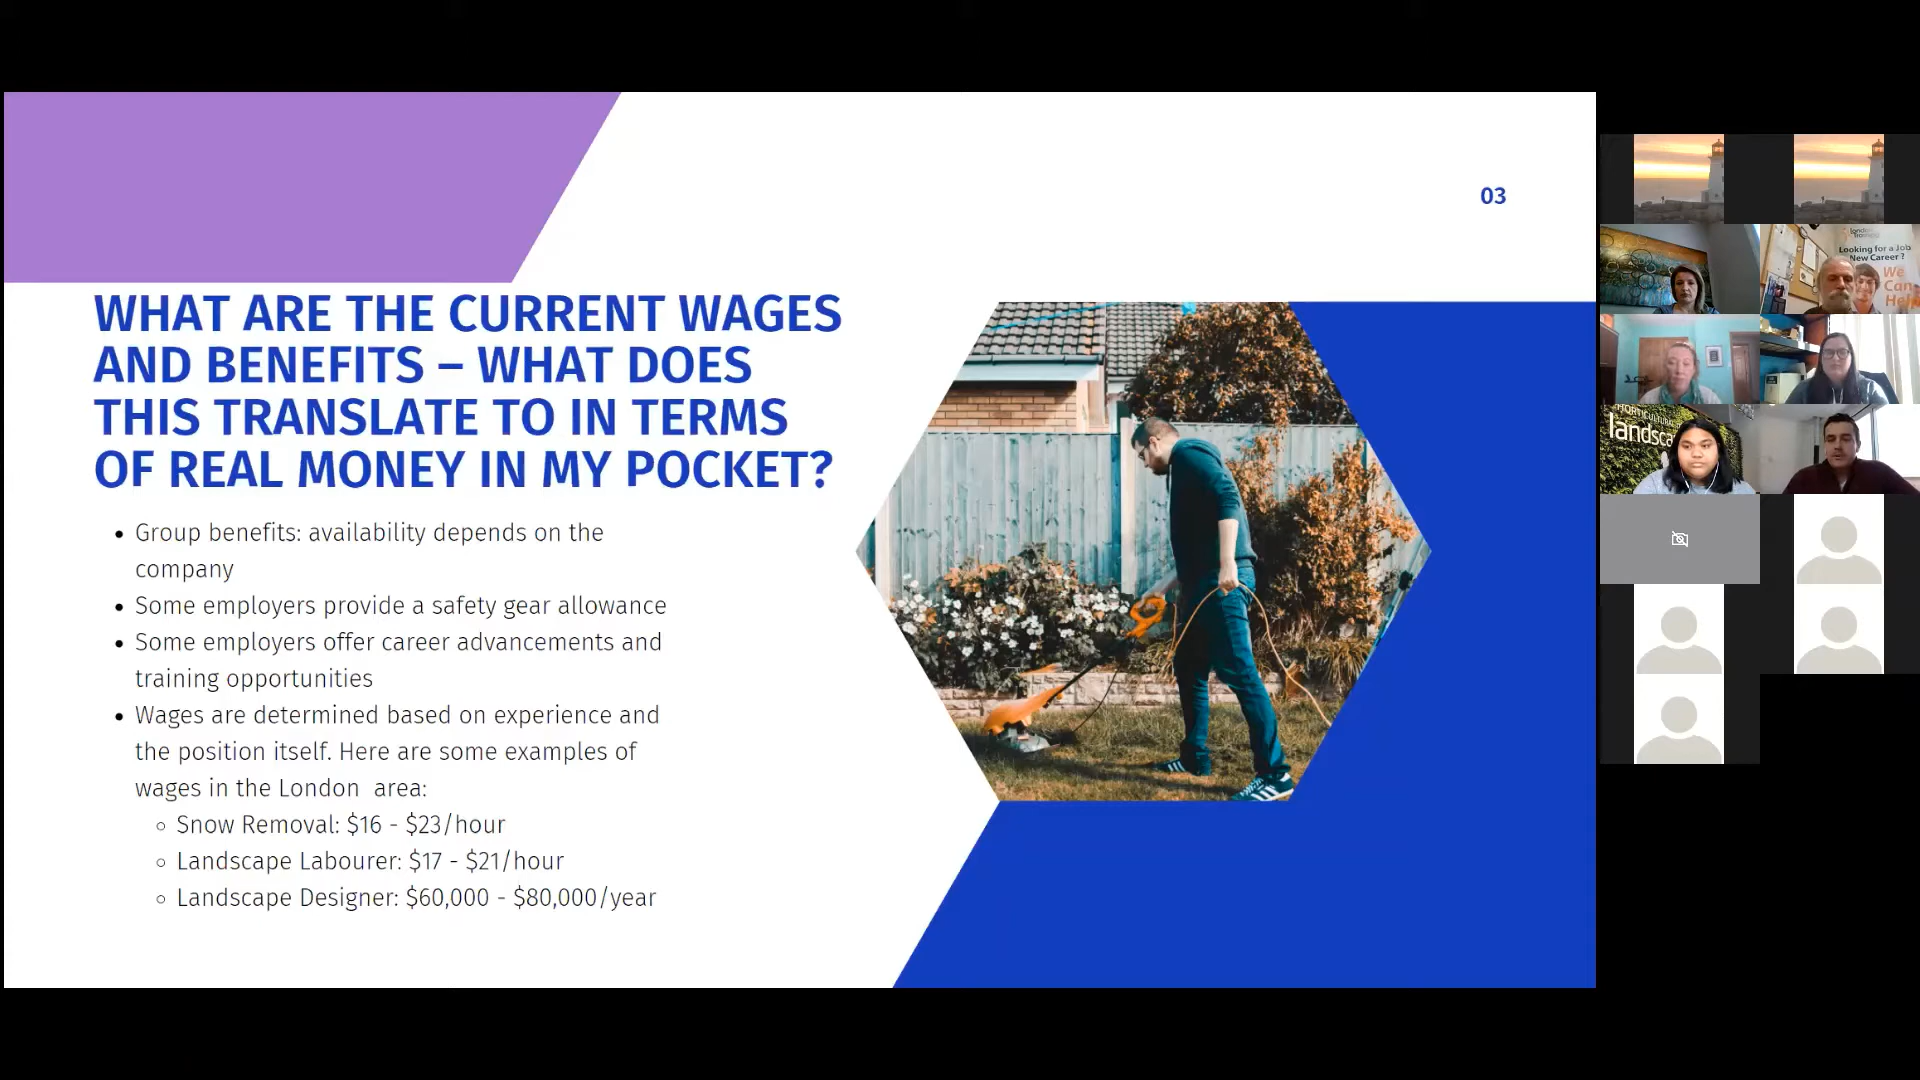 03
WHAT ARE THE CURRENT WAGES
AND BENEFITS – WHAT DOES
THIS TRANSLATE TO IN TERMS
OF REAL MONEY IN MY POCKET?
• Group benefits: availability depends on the
company
• Some employers provide a safety gear allowance
• Some employers offer career advancements and
training opportunities
• Wages are determined based on experience and
the position itself. Here are some examples of
wages in the London area:
○ Snow Removal: $16 - $23/hour
○ Landscape Labourer: $17 - $21/hour
○ Landscape Designer: $60,000 - $80,000/year
london
Looking for a Job
New Career ?
We
Can
HORTICULTURAL